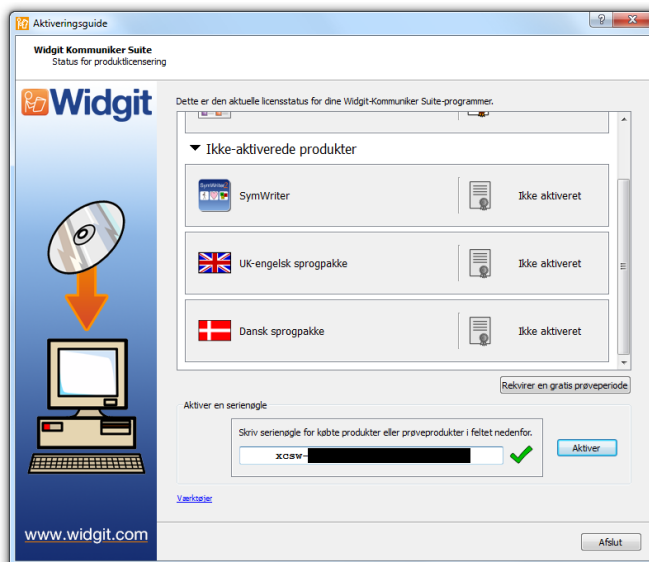 Aktiveringsguide
Widgit Kommuniker Suite
Status for produktlicensering
Widgit
Dette er den aktuelle licensstatus for dine Widgit-Kommuniker Suite-programmer.
Ikke-aktiverede produkter
SymWriter Ikke aktiveret
UK-engelsk sprogpakke Ikke aktiveret
Dansk sprogpakke Ikke aktiveret
Rekvirer en gratis prøveperiode
Aktiver en serienøgle
Skriv serienøgle for købte produkter eller prøveprodukter i feltet nedenfor.
xcsw-
Aktiver
Værktøjer
www.widgit.com
Afslut